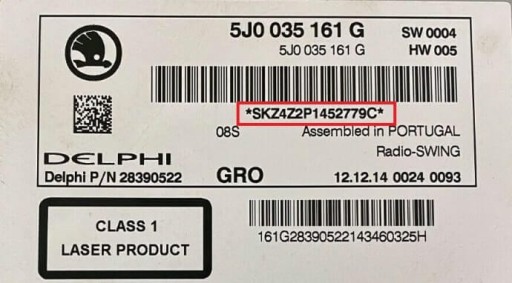 5J0 035 161 G SW 0004
5J0 035 161 G HW 005
*SKZ4Z2P1452779C*
08S Assembled in PORTUGAL
Radio-SWING
DELPHI
Delphi P/N 28390522 GRO 12.12.14 0024 0093
CLASS 1
LASER PRODUCT
161G28390522143460325H